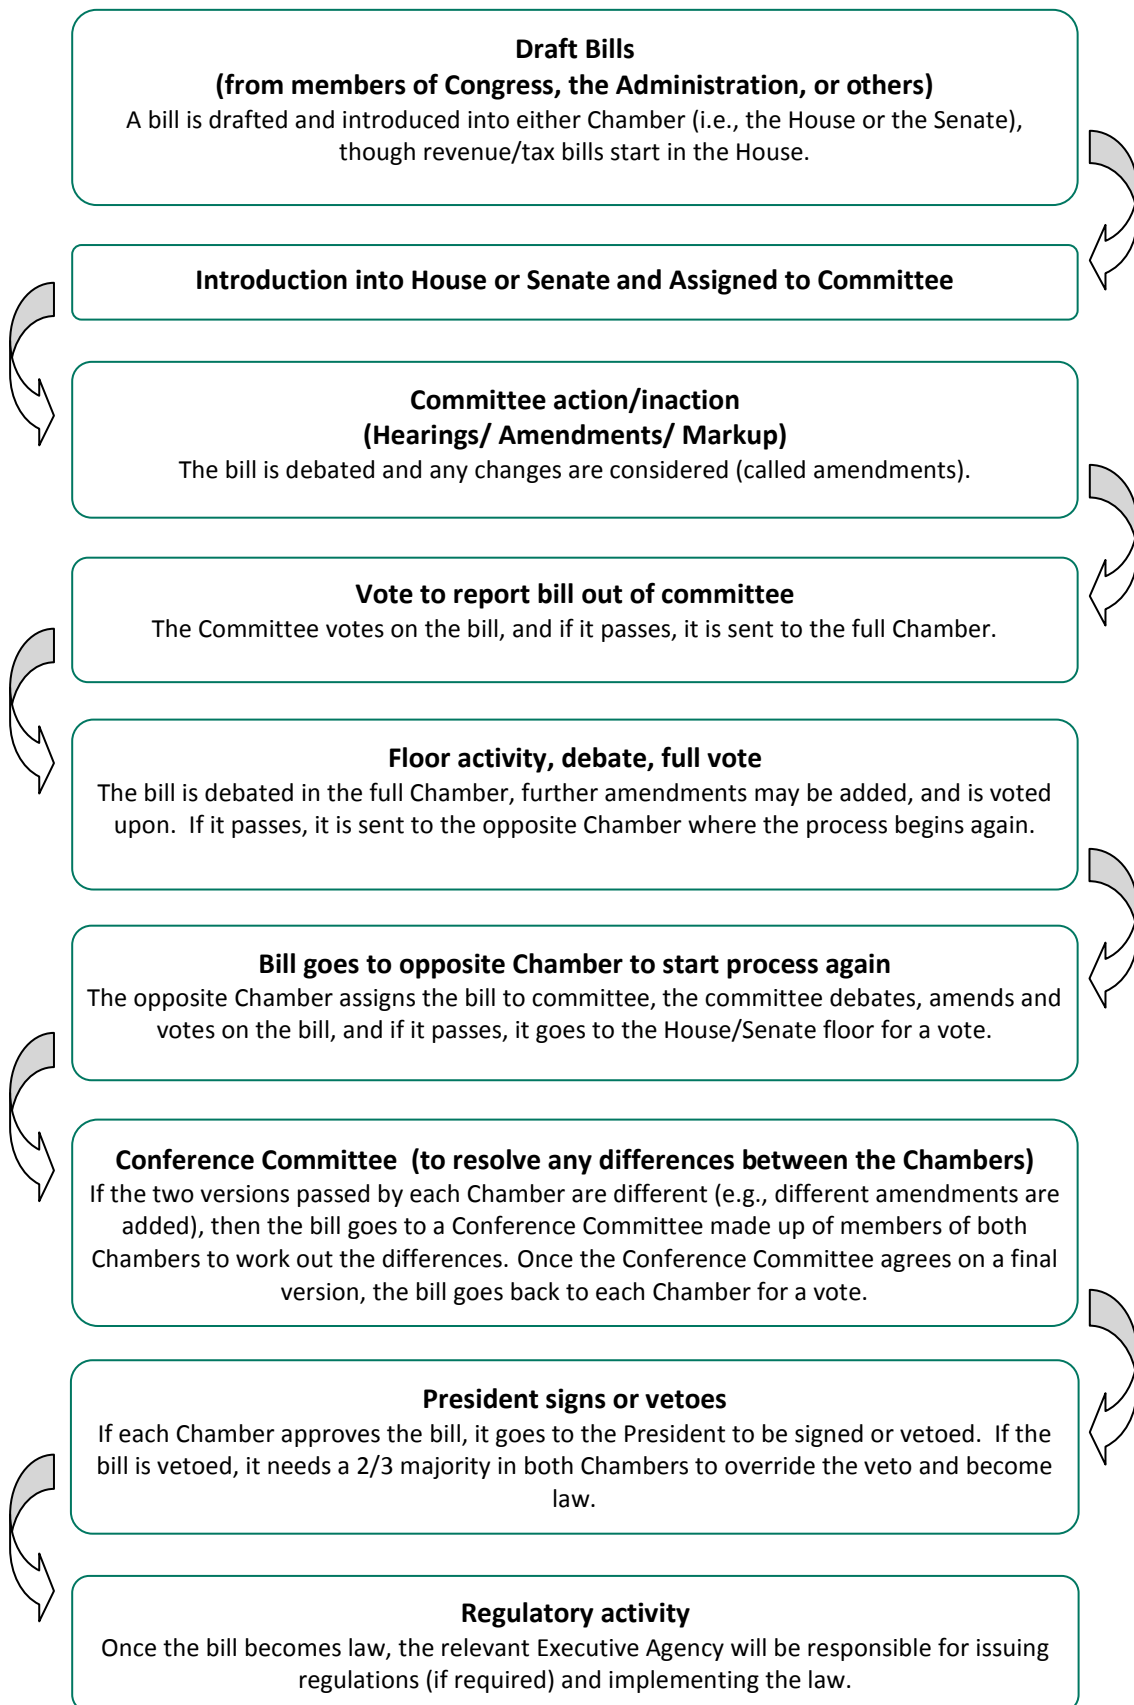 Draft Bills
(from members of Congress, the Administration, or others)
A bill is drafted and introduced into either Chamber (i.e., the House or the Senate),
though revenue/tax bills start in the House.
Introduction into House or Senate and Assigned to Committee
Committee action/inaction
(Hearings/ Amendments/ Markup)
The bill is debated and any changes are considered (called amendments).
Vote to report bill out of committee
The Committee votes on the bill, and if it passes, it is sent to the full Chamber.
Floor activity, debate, full vote
The bill is debated in the full Chamber, further amendments may be added, and is voted
upon.  If it passes, it is sent to the opposite Chamber where the process begins again.
Bill goes to opposite Chamber to start process again
The opposite Chamber assigns the bill to committee, the committee debates, amends and
votes on the bill, and if it passes, it goes to the House/Senate floor for a vote.
Conference Committee  (to resolve any differences between the Chambers)
If the two versions passed by each Chamber are different (e.g., different amendments are
added), then the bill goes to a Conference Committee made up of members of both
Chambers to work out the differences. Once the Conference Committee agrees on a final
version, the bill goes back to each Chamber for a vote.
President signs or vetoes
If each Chamber approves the bill, it goes to the President to be signed or vetoed.  If the
bill is vetoed, it needs a 2/3 majority in both Chambers to override the veto and become
law.
Regulatory activity
Once the bill becomes law, the relevant Executive Agency will be responsible for issuing
regulations (if required) and implementing the law.